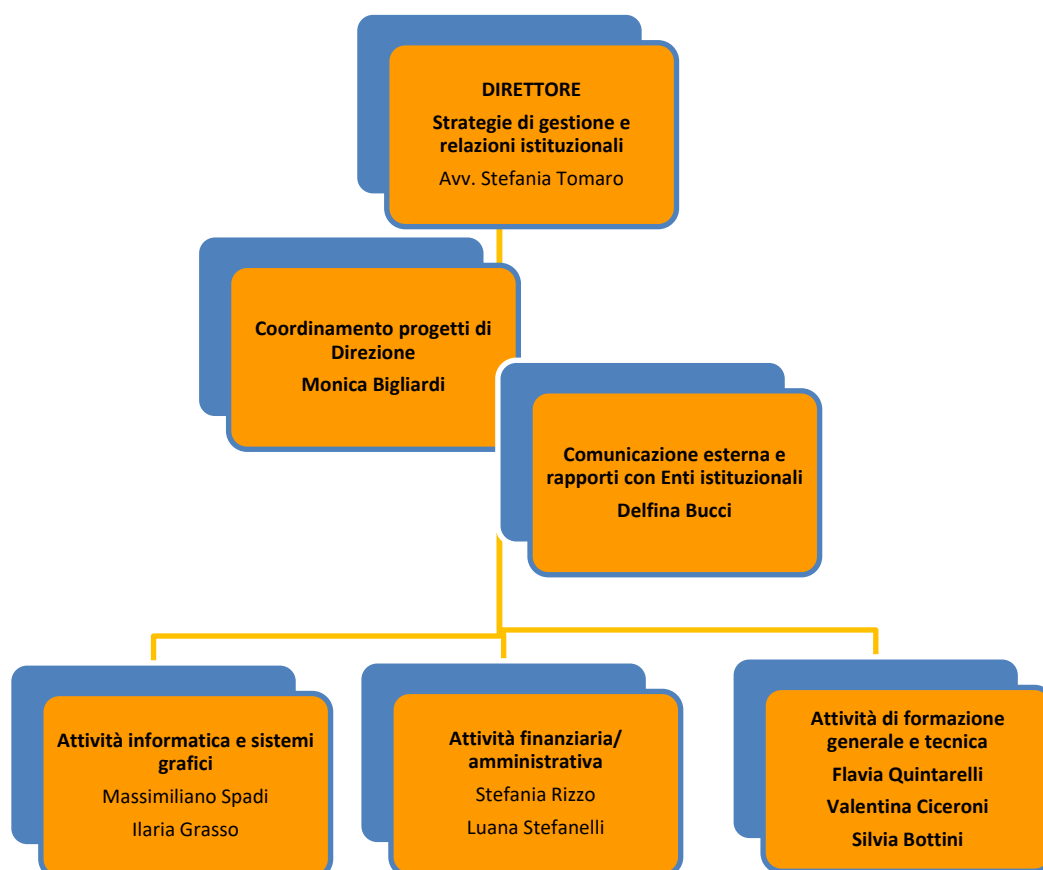 DIRETTORE
Strategie di gestione e
relazioni istituzionali
Avv. Stefania Tomaro
Coordinamento progetti di
Direzione
Monica Bigliardi
Comunicazione esterna e
rapporti con Enti istituzionali
Delfina Bucci
Attività informatica e sistemi
grafici
Massimiliano Spadi
Ilaria Grasso
Attività finanziaria/
amministrativa
Stefania Rizzo
Luana Stefanelli
Attività di formazione
generale e tecnica
Flavia Quintarelli
Valentina Ciceroni
Silvia Bottini